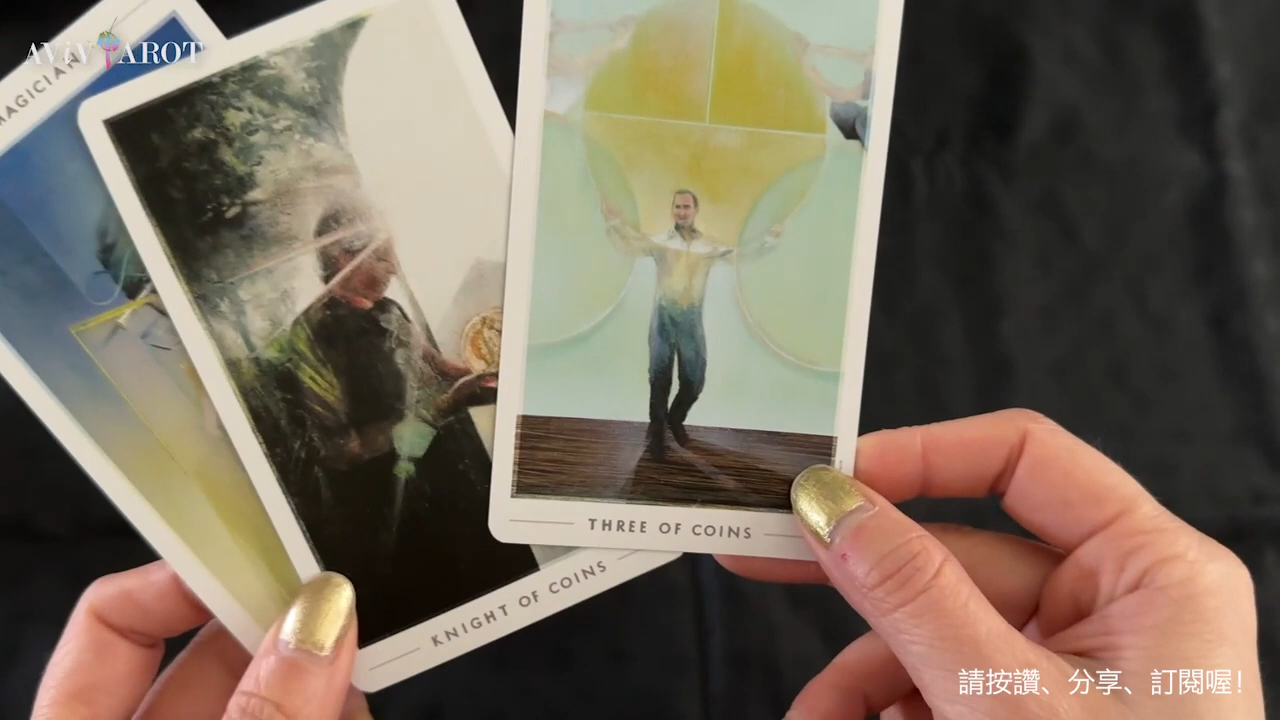 AViV TAROT
MAGICIAN
KNIGHT OF COINS
THREE OF COINS
請按讚、分享、訂閱喔!